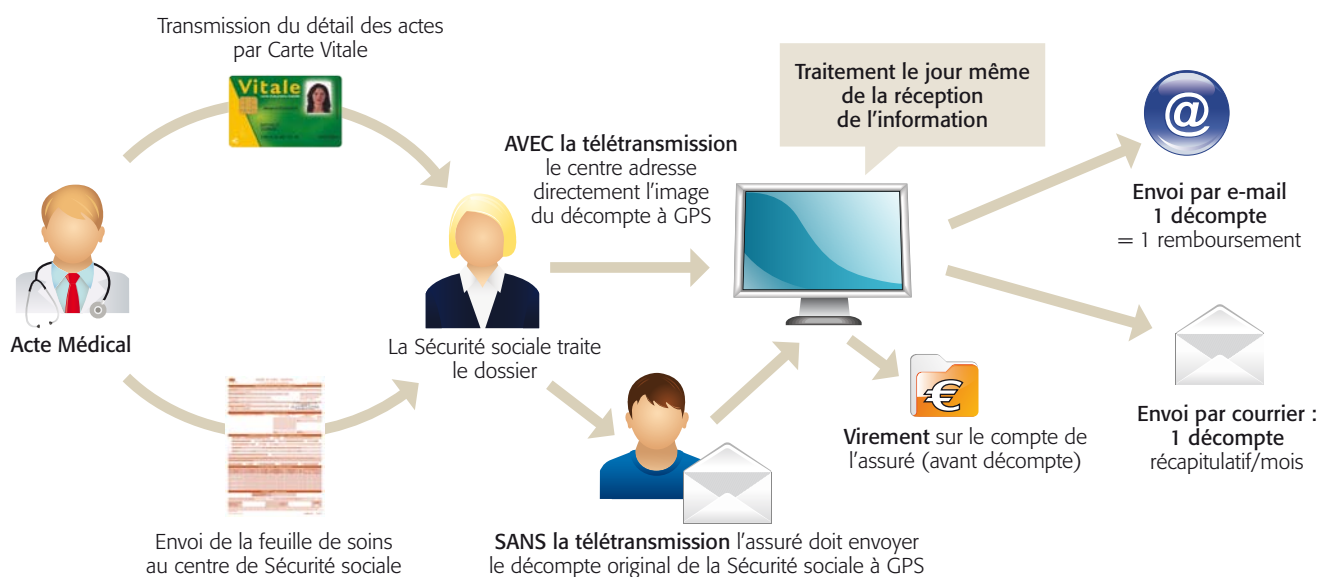 Transmission du détail des actes
par Carte Vitale
Vitale
Traitement le jour même
de la réception
de l'information
@
AVEC la télétransmission
le centre adresse
directement l'image
du décompte à GPS
Envoi par e-mail
1 décompte
= 1 remboursement
Acte Médical
La Sécurité sociale traite
le dossier
€
Virement sur le compte de
l'assuré (avant décompte)
Envoi par courrier :
1 décompte
récapitulatif/mois
Envoi de la feuille de soins
au centre de Sécurité sociale
SANS la télétransmission l'assuré doit envoyer
le décompte original de la Sécurité sociale à GPS